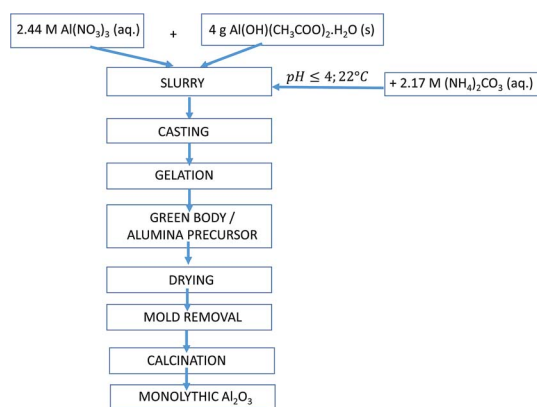 2.44 M Al(NO₃)₃ (aq.)
+
4 g Al(OH)(CH₃COO)₂.H₂O (s)
SLURRY
pH ≤ 4; 22°C
+ 2.17 M (NH₄)₂CO₃ (aq.)
CASTING
GELATION
GREEN BODY /
ALUMINA PRECURSOR
DRYING
MOLD REMOVAL
CALCINATION
MONOLYTHIC Al₂O₃